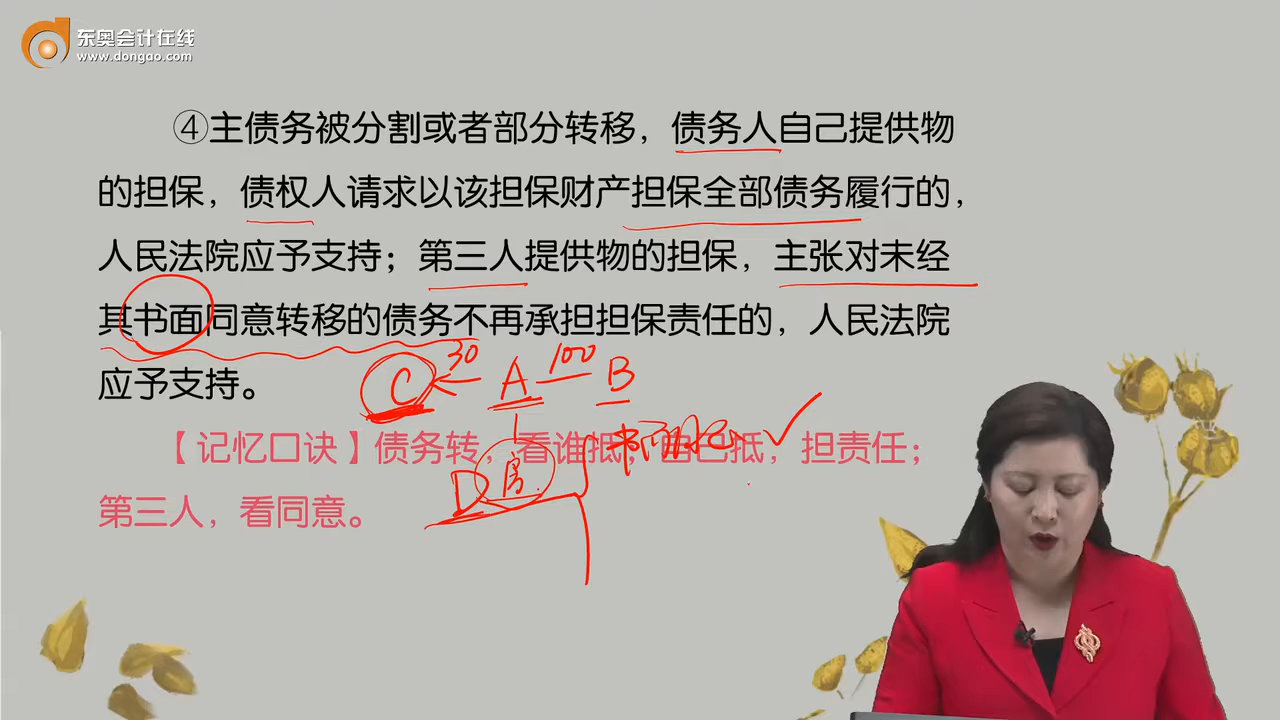 东奥会计在线
www.dongao.com
④主债务被分割或者部分转移，债务人自己提供物
的担保，债权人请求以该担保财产担保全部债务履行的，
人民法院应予支持；第三人提供物的担保，主张对未经
其书面同意转移的债务不再承担担保责任的，人民法院
应予支持。
C 30 A 100 B
【记忆口诀】债务转，看谁抵，自己抵，担责任；
D 房 书面同意
第三人，看同意。